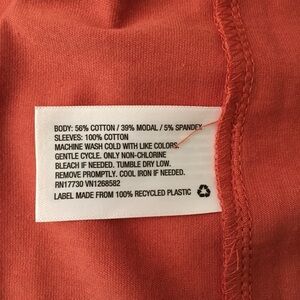 BODY: 56% COTTON / 39% MODAL / 5% SPANDEX
SLEEVES: 100% COTTON
MACHINE WASH COLD WITH LIKE COLORS.
GENTLE CYCLE. ONLY NON-CHLORINE
BLEACH IF NEEDED. TUMBLE DRY LOW.
REMOVE PROMPTLY. COOL IRON IF NEEDED.
RN17730 VN1268582
LABEL MADE FROM 100% RECYCLED PLASTIC